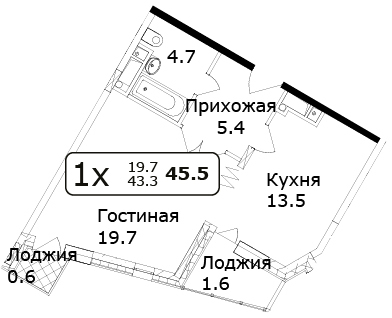 4.7
Прихожая
5.4
1х 19.7 45.5
43.3
Кухня
13.5
Гостиная
19.7
Лоджия
0.6
Лоджия
1.6